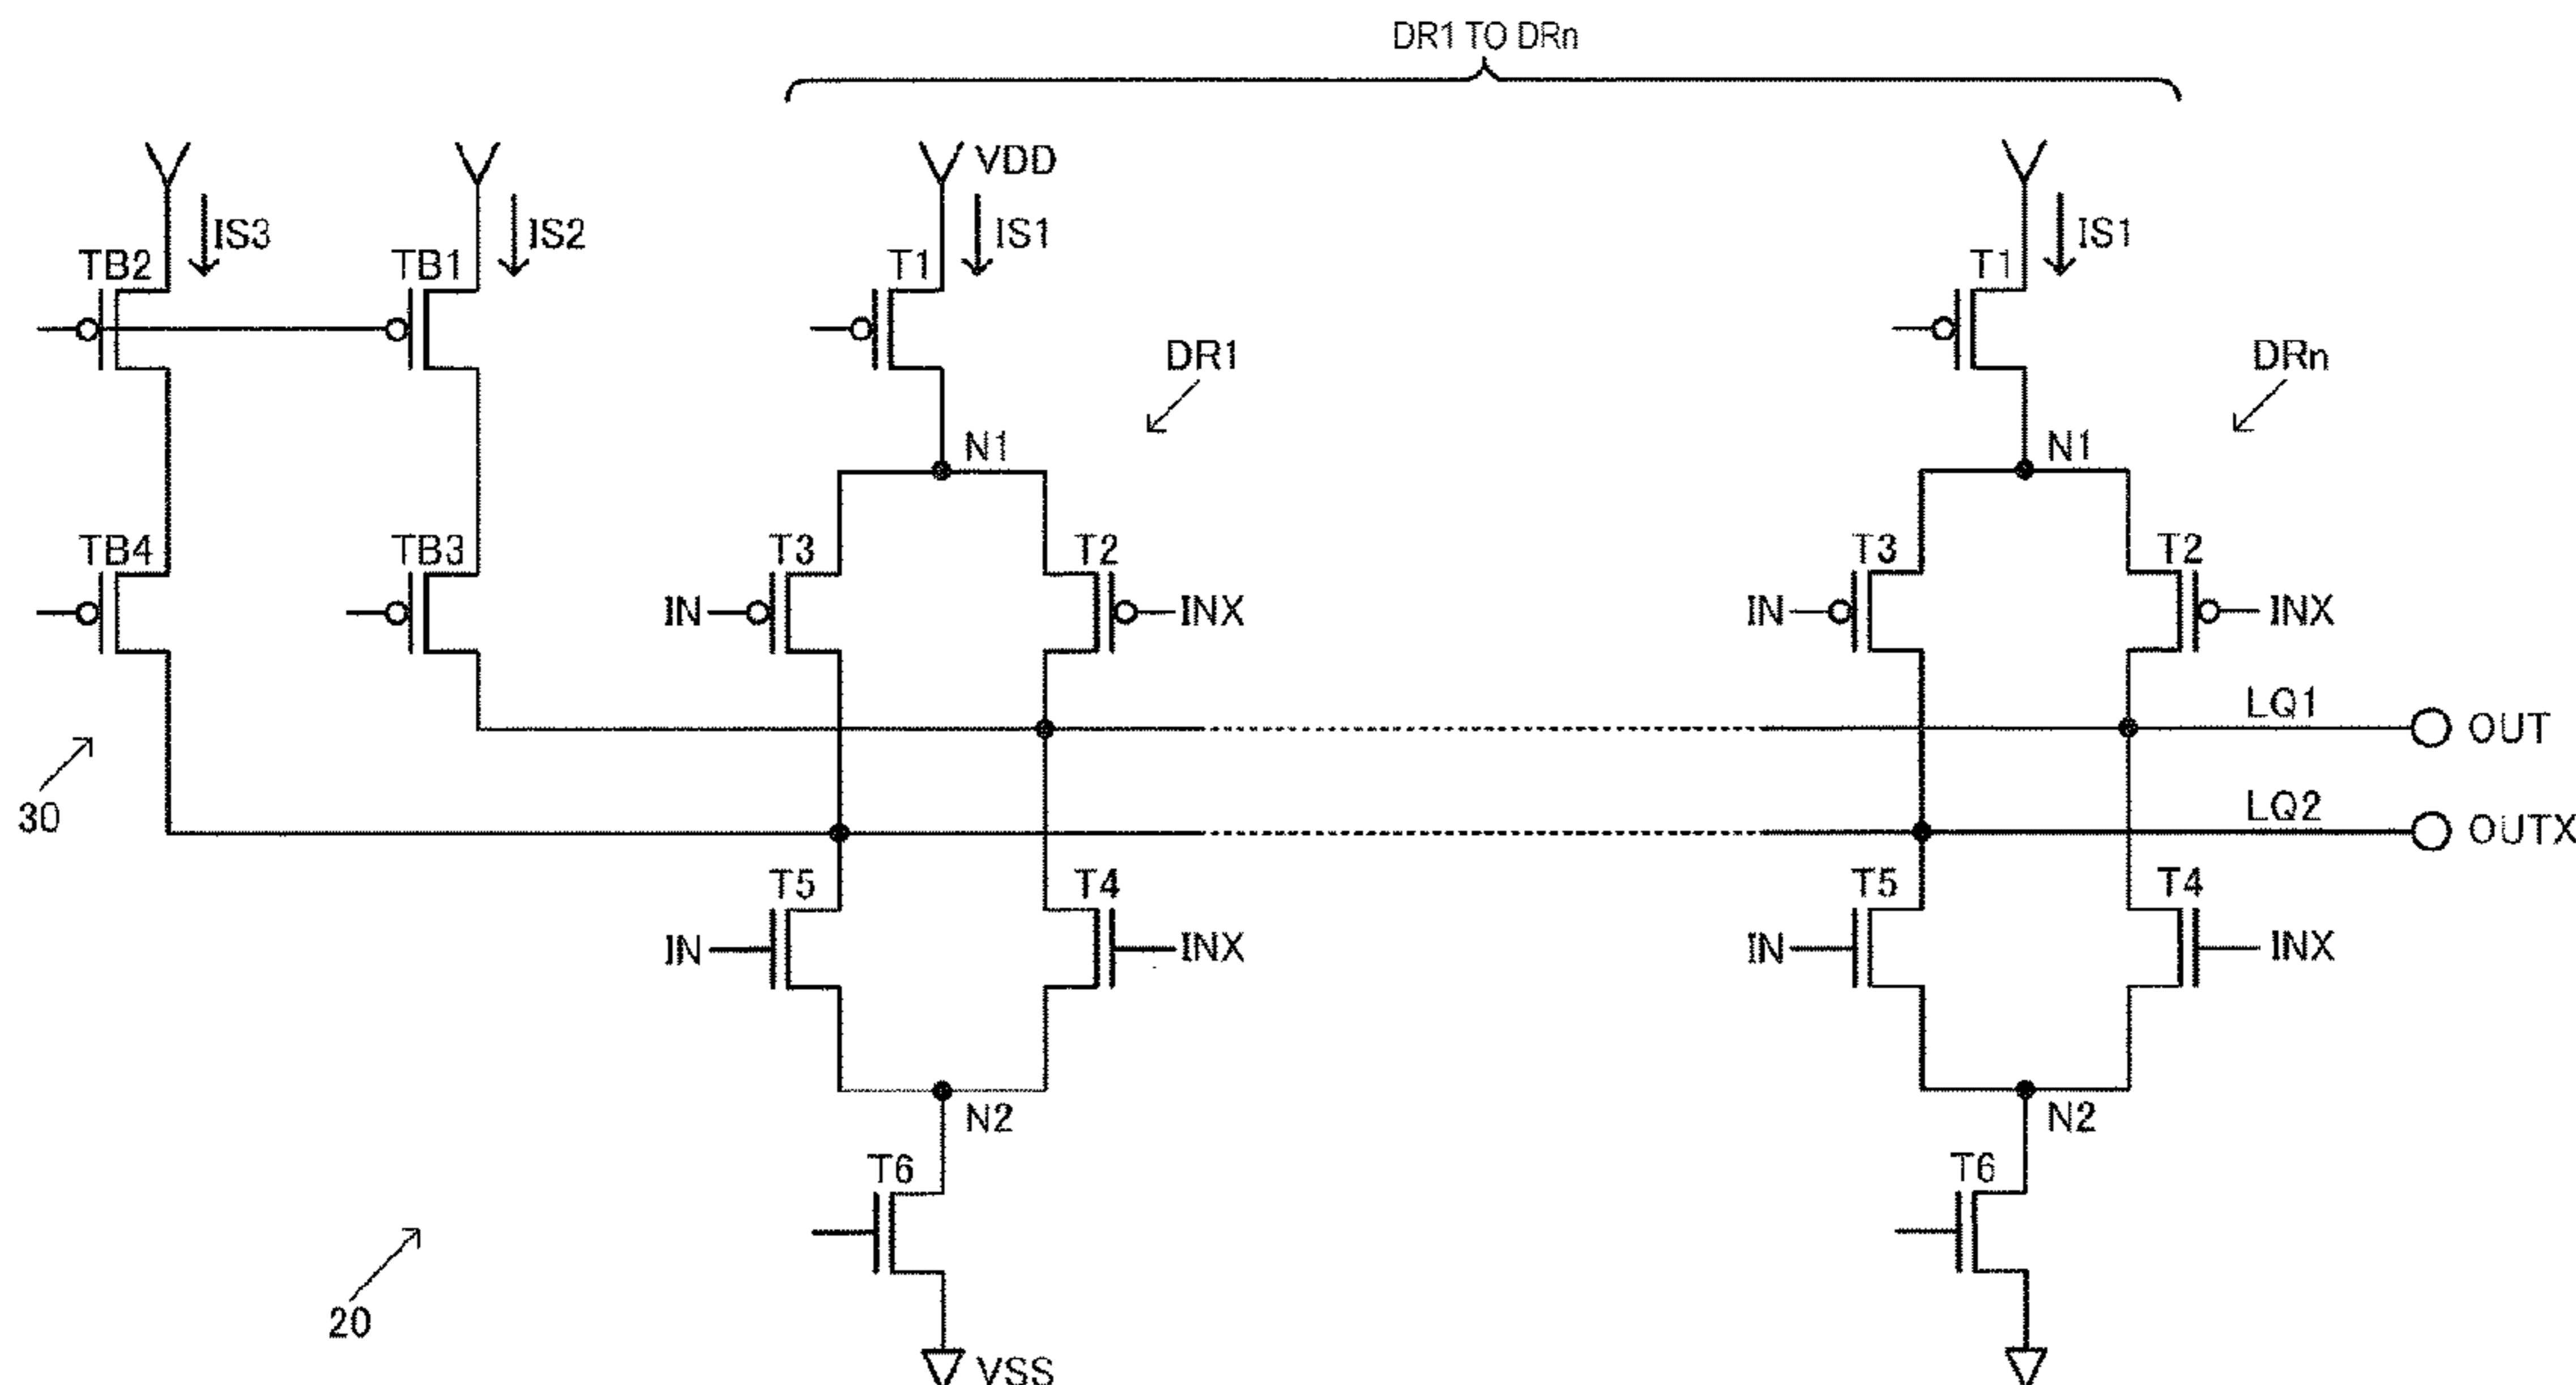 DR1 TO DRn
VDD
IS3 IS2 IS1 IS1
TB2 TB1 T1 T1
DR1 DRn
N1 N1
TB4 TB3 T3 T2 T3 T2
IN INX IN INX
LQ1 OUT
30 LQ2 OUTX
T5 T4 T5 T4
IN INX IN INX
N2 N2
T6 T6
20
VSS